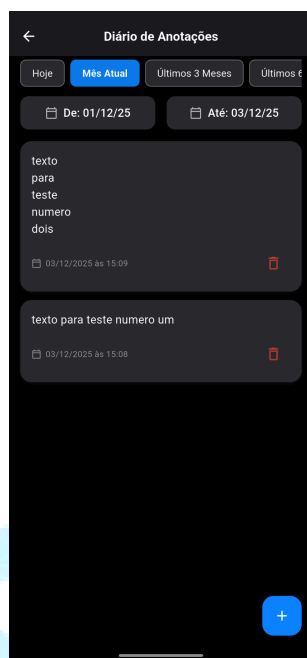 Diário de Anotações
Hoje
Mês Atual
Últimos 3 Meses
Últimos 6
De: 01/12/25
Até: 03/12/25
texto
para
teste
numero
dois
03/12/2025 às 15:09
texto para teste numero um
03/12/2025 às 15:08